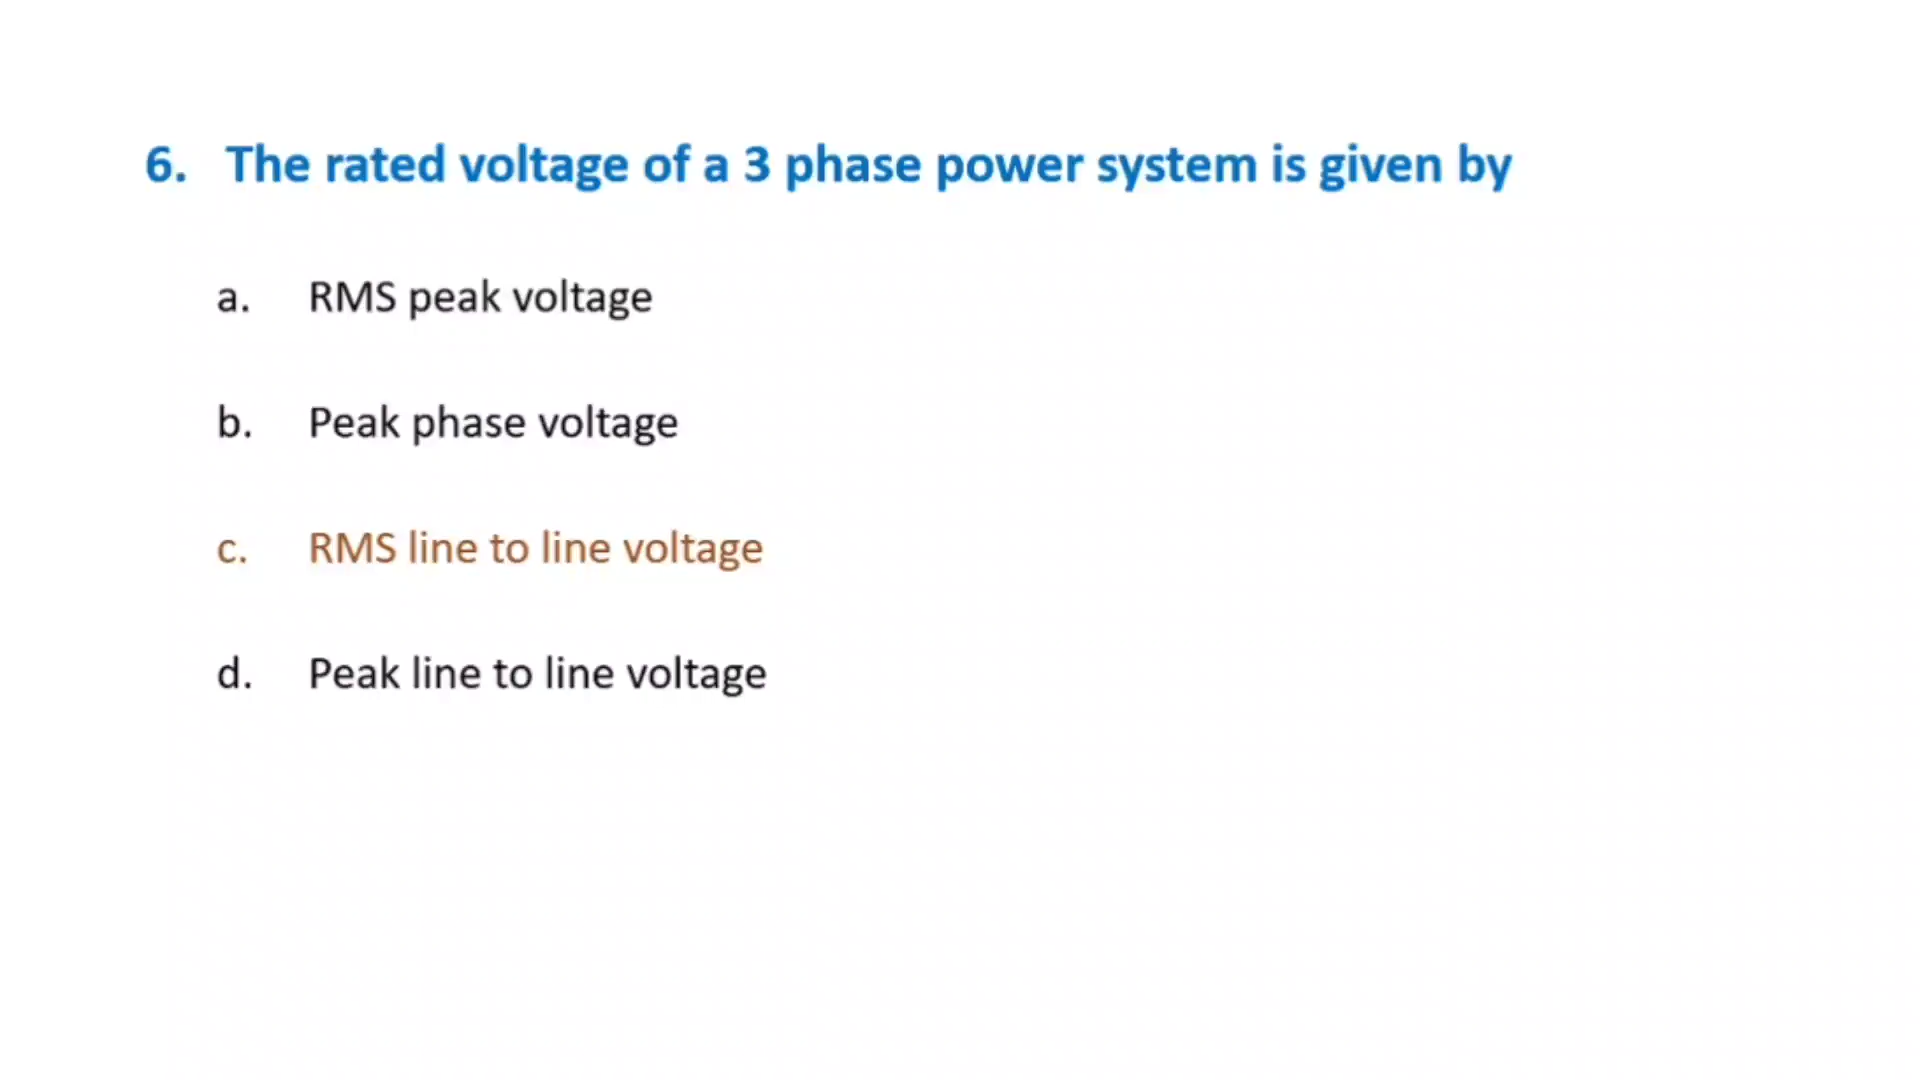 6. The rated voltage of a 3 phase power system is given by
a. RMS peak voltage
b. Peak phase voltage
c. RMS line to line voltage
d. Peak line to line voltage